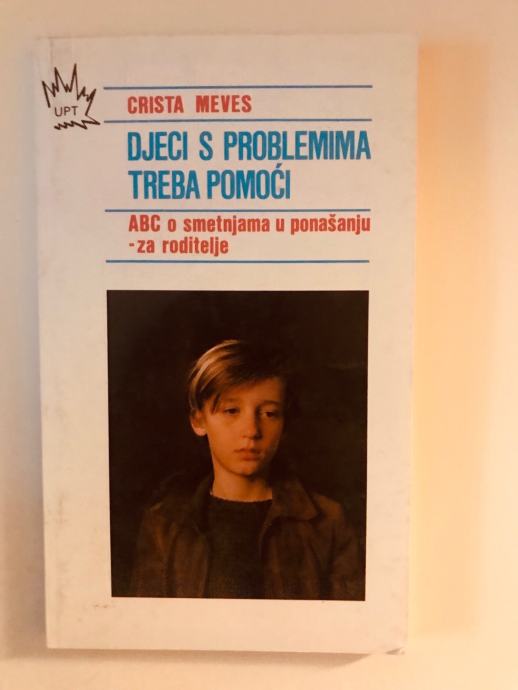 UPT
CRISTA MEVES
DJECI S PROBLEMIMA
TREBA POMOĆI
ABC o smetnjama u ponašanju
-za roditelje